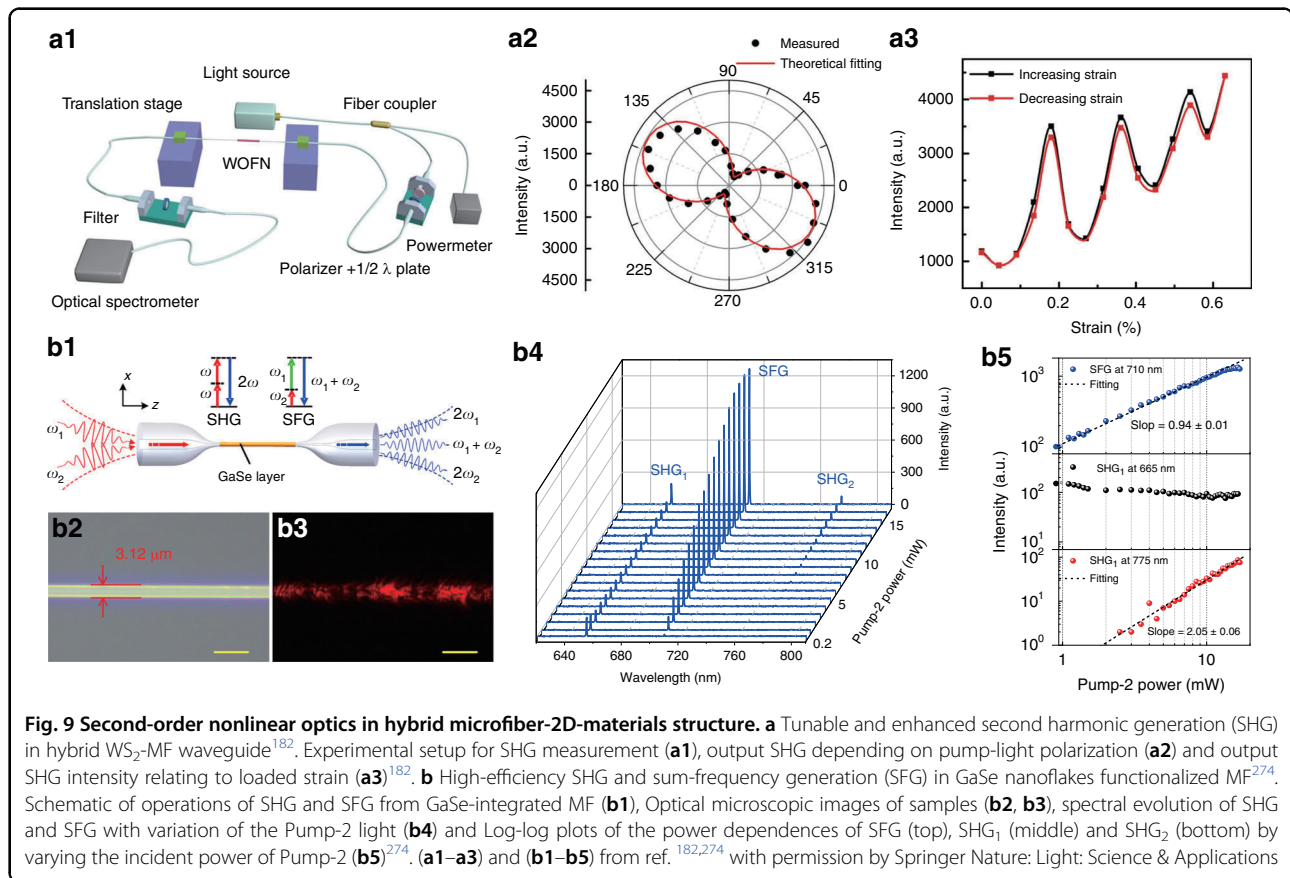 a1
Light source
Translation stage
Fiber coupler
WOFN
Filter
Powermeter
Polarizer +1/2 λ plate
Optical spectrometer
a2
Measured
Theoretical fitting
Intensity (a.u.)
4500
3000
1500
0
1500
3000
4500
90
135
45
180
0
225
315
270
a3
Increasing strain
Decreasing strain
Intensity (a.u.)
4000
3000
2000
1000
0.0 0.2 0.4 0.6
Strain (%)
b1
x
z
ω
ω
2ω
SHG
ω₁
ω₂
ω₁ + ω₂
SFG
ω₁
ω₂
2ω₁
ω₁ + ω₂
2ω₂
GaSe layer
b2
3.12 μm
b3
b4
SFG
SHG₁
SHG₂
1200
900
600
300
0
Intensity (a.u.)
15
10
5
0.2
Pump-2 power (mW)
640 680 720 760 800
Wavelength (nm)
b5
SFG at 710 nm
Fitting
Slop = 0.94 ± 0.01
10³
10²
SHG₁ at 665 nm
10²
10¹
Intensity (a.u.)
SHG₁ at 775 nm
Fitting
Slope = 2.05 ± 0.06
10²
10¹
10⁰
1 10
Pump-2 power (mW)
Fig. 9 Second-order nonlinear optics in hybrid microfiber-2D-materials structure. a Tunable and enhanced second harmonic generation (SHG)
in hybrid WS₂-MF waveguide¹⁸². Experimental setup for SHG measurement (a1), output SHG depending on pump-light polarization (a2) and output
SHG intensity relating to loaded strain (a3)¹⁸². b High-efficiency SHG and sum-frequency generation (SFG) in GaSe nanoflakes functionalized MF²⁷⁴.
Schematic of operations of SHG and SFG from GaSe-integrated MF (b1), Optical microscopic images of samples (b2, b3), spectral evolution of SHG
and SFG with variation of the Pump-2 light (b4) and Log-log plots of the power dependences of SFG (top), SHG₁ (middle) and SHG₂ (bottom) by
varying the incident power of Pump-2 (b5)²⁷⁴. (a1–a3) and (b1–b5) from ref. ¹⁸²,²⁷⁴ with permission by Springer Nature: Light: Science & Applications